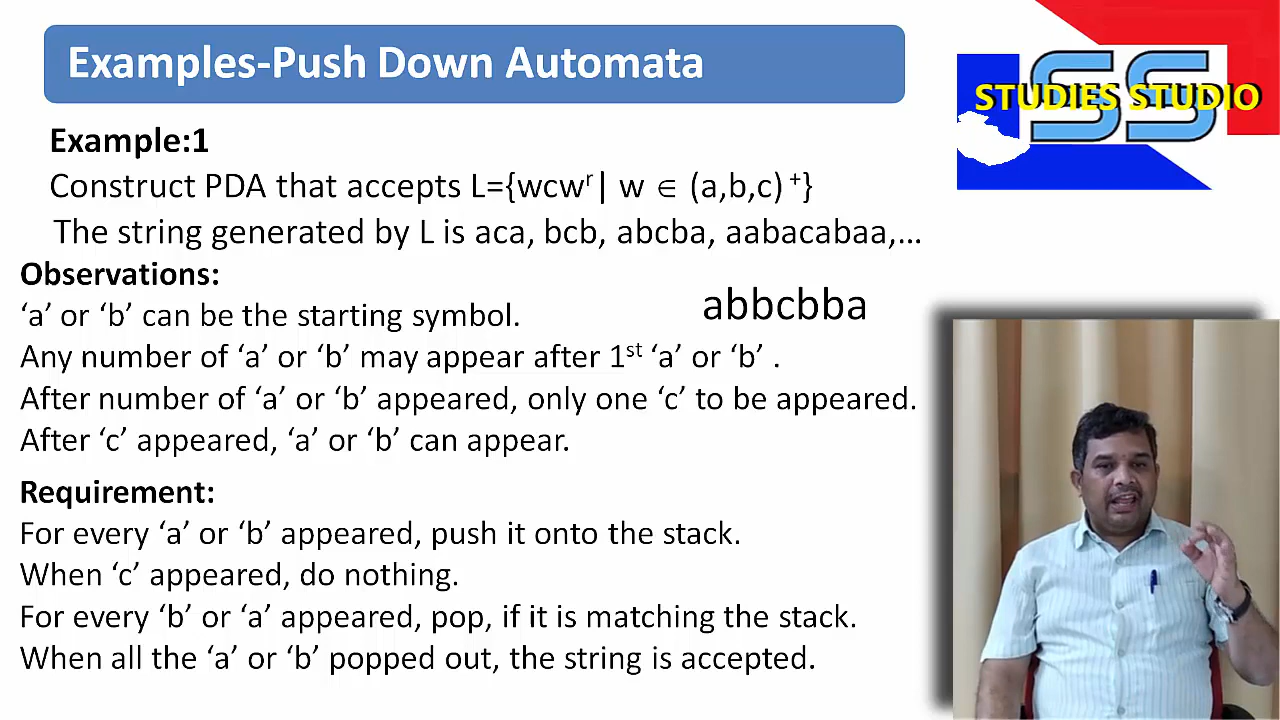 Examples-Push Down Automata
SS
STUDIES STUDIO
Example:1
Construct PDA that accepts L={wcwʳ| w ∈ (a,b,c) ⁺}
The string generated by L is aca, bcb, abcba, aabacabaa,...
Observations:
abbcbba
‘a’ or ‘b’ can be the starting symbol.
Any number of ‘a’ or ‘b’ may appear after 1ˢᵗ ‘a’ or ‘b’ .
After number of ‘a’ or ‘b’ appeared, only one ‘c’ to be appeared.
After ‘c’ appeared, ‘a’ or ‘b’ can appear.
Requirement:
For every ‘a’ or ‘b’ appeared, push it onto the stack.
When ‘c’ appeared, do nothing.
For every ‘b’ or ‘a’ appeared, pop, if it is matching the stack.
When all the ‘a’ or ‘b’ popped out, the string is accepted.